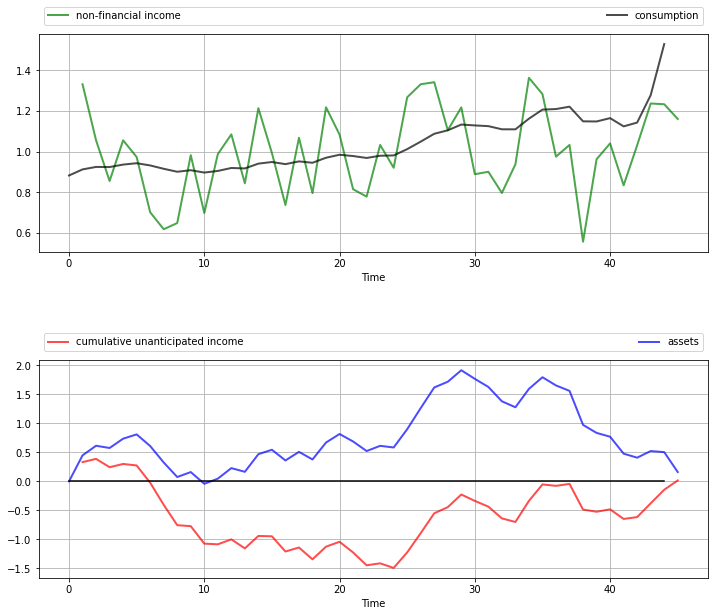 non-financial income consumption
1.4
1.2
1.0
0.8
0.6
0 10 20 30 40
Time
cumulative unanticipated income assets
2.0
1.5
1.0
0.5
0.0
−0.5
−1.0
−1.5
0 10 20 30 40
Time